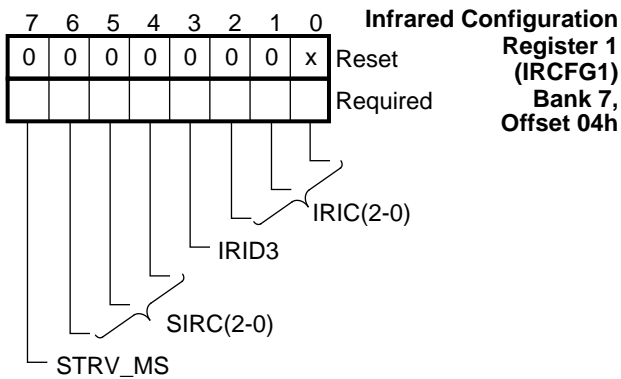 7 6 5 4 3 2 1 0
Infrared Configuration
Register 1
(IRCFG1)
Bank 7,
Offset 04h
0 0 0 0 0 0 0 x Reset
Required
IRIC(2-0)
IRID3
SIRC(2-0)
STRV_MS